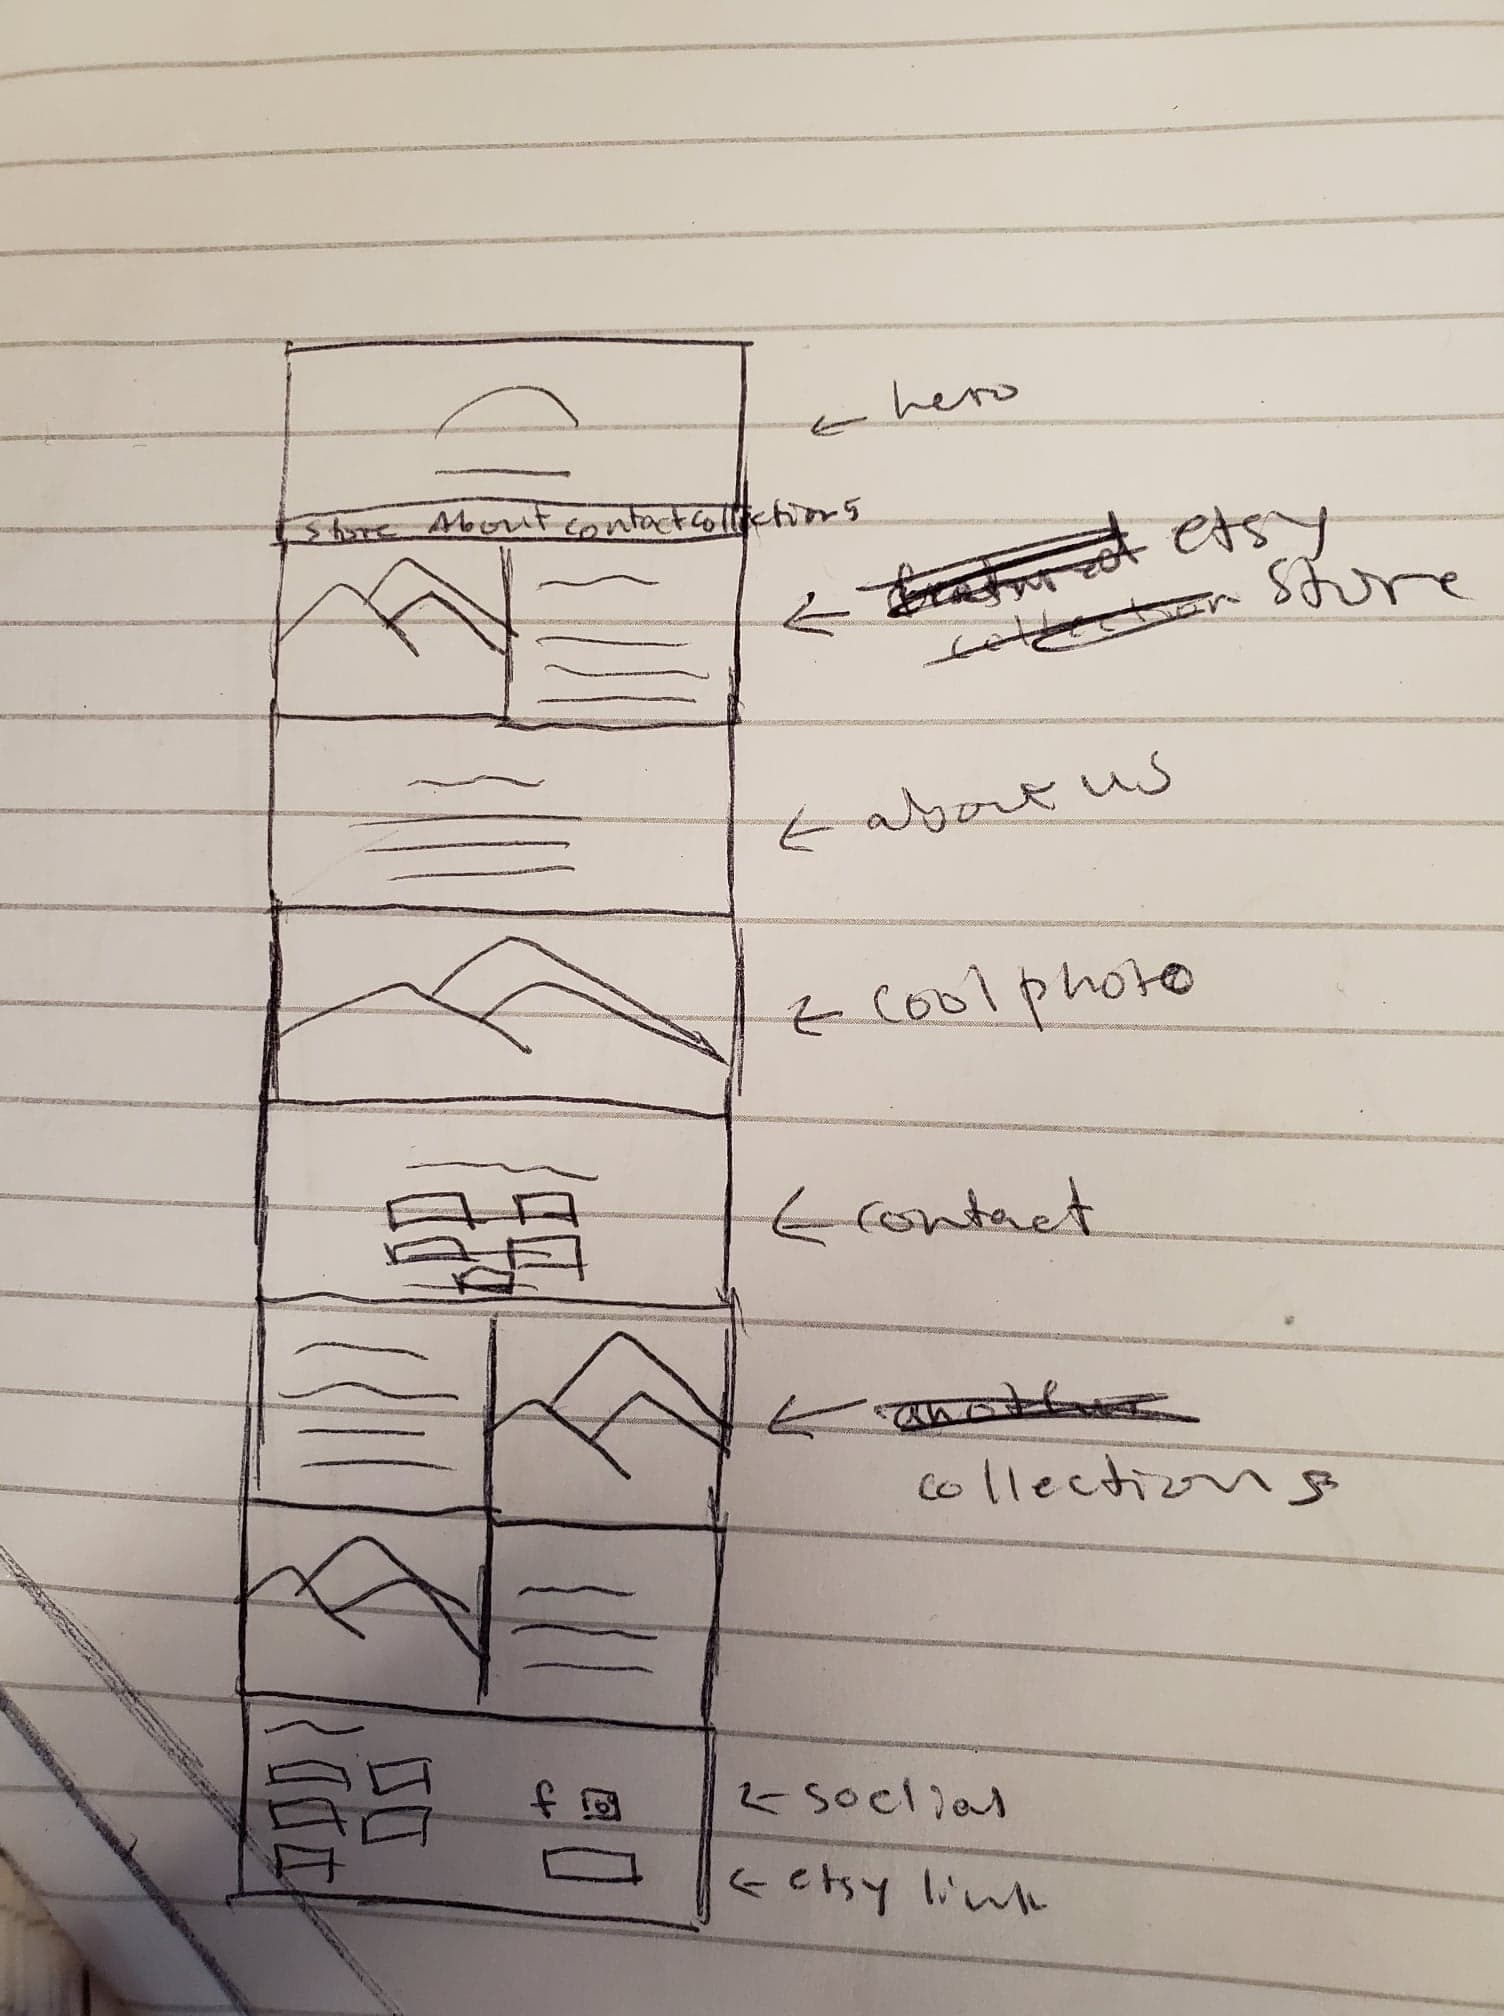 hero
Store About contact collections
featured etsy
collection store
about us
cool photo
contact
another
collections
f
social
etsy link